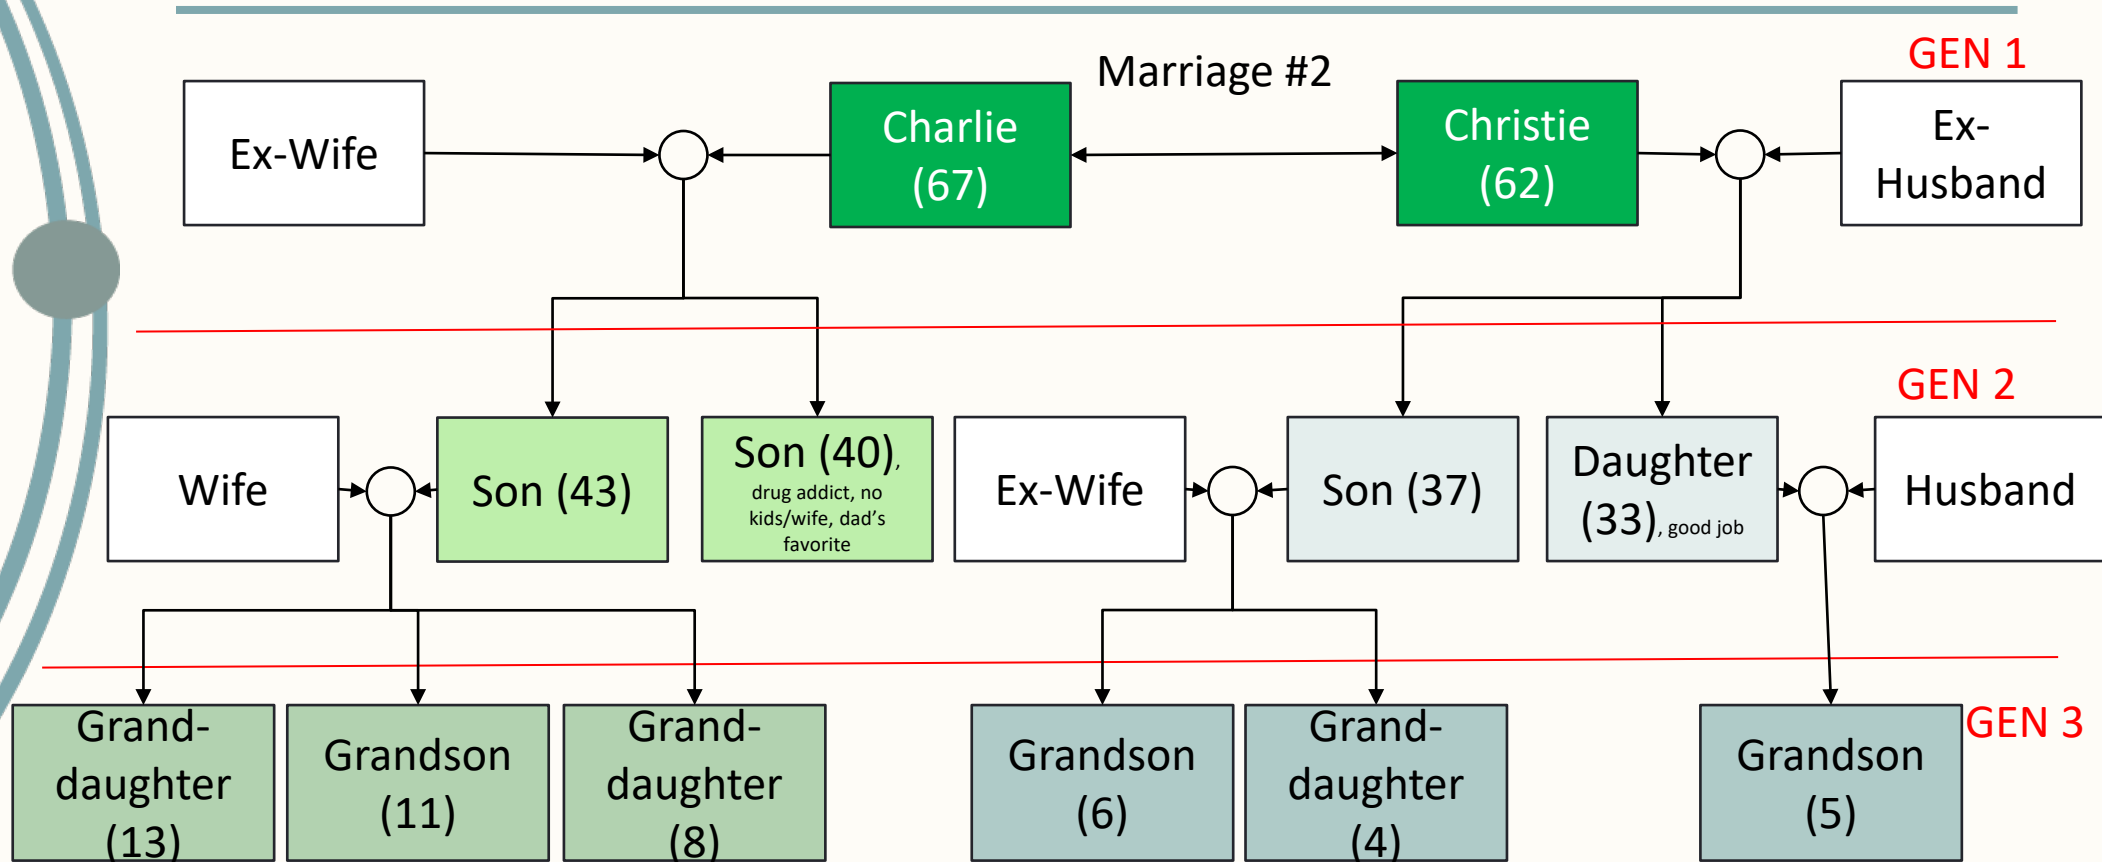 GEN 1
Marriage #2
Ex-Wife
Charlie
(67)
Christie
(62)
Ex-
Husband
GEN 2
Wife
Son (43)
Son (40),
drug addict, no
kids/wife, dad's
favorite
Ex-Wife
Son (37)
Daughter
(33), good job
Husband
GEN 3
Grand-
daughter
(13)
Grandson
(11)
Grand-
daughter
(8)
Grandson
(6)
Grand-
daughter
(4)
Grandson
(5)